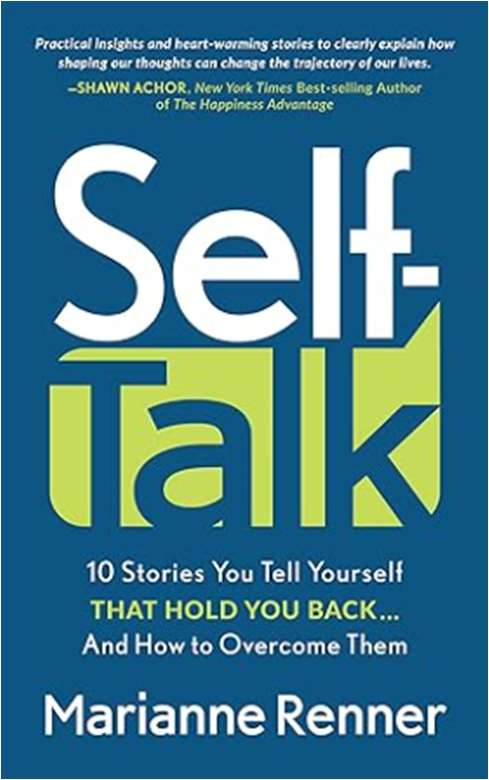 Practical Insights and heart-warming stories to clearly explain how
shaping our thoughts can change the trajectory of our lives.
–SHAWN ACHOR, New York Times Best-selling Author
of The Happiness Advantage
Self-
Talk
10 Stories You Tell Yourself
THAT HOLD YOU BACK...
And How to Overcome Them
Marianne Renner